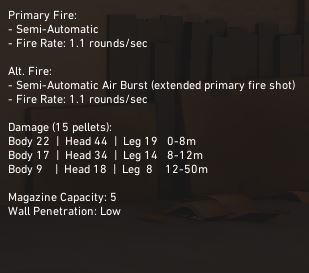 Primary Fire:
- Semi-Automatic
- Fire Rate: 1.1 rounds/sec
Alt. Fire:
- Semi-Automatic Air Burst (extended primary fire shot)
- Fire Rate: 1.1 rounds/sec
Damage (15 pellets):
Body 22 | Head 44 | Leg 19 0-8m
Body 17 | Head 34 | Leg 14 8-12m
Body 9 | Head 18 | Leg 8 12-50m
Magazine Capacity: 5
Wall Penetration: Low